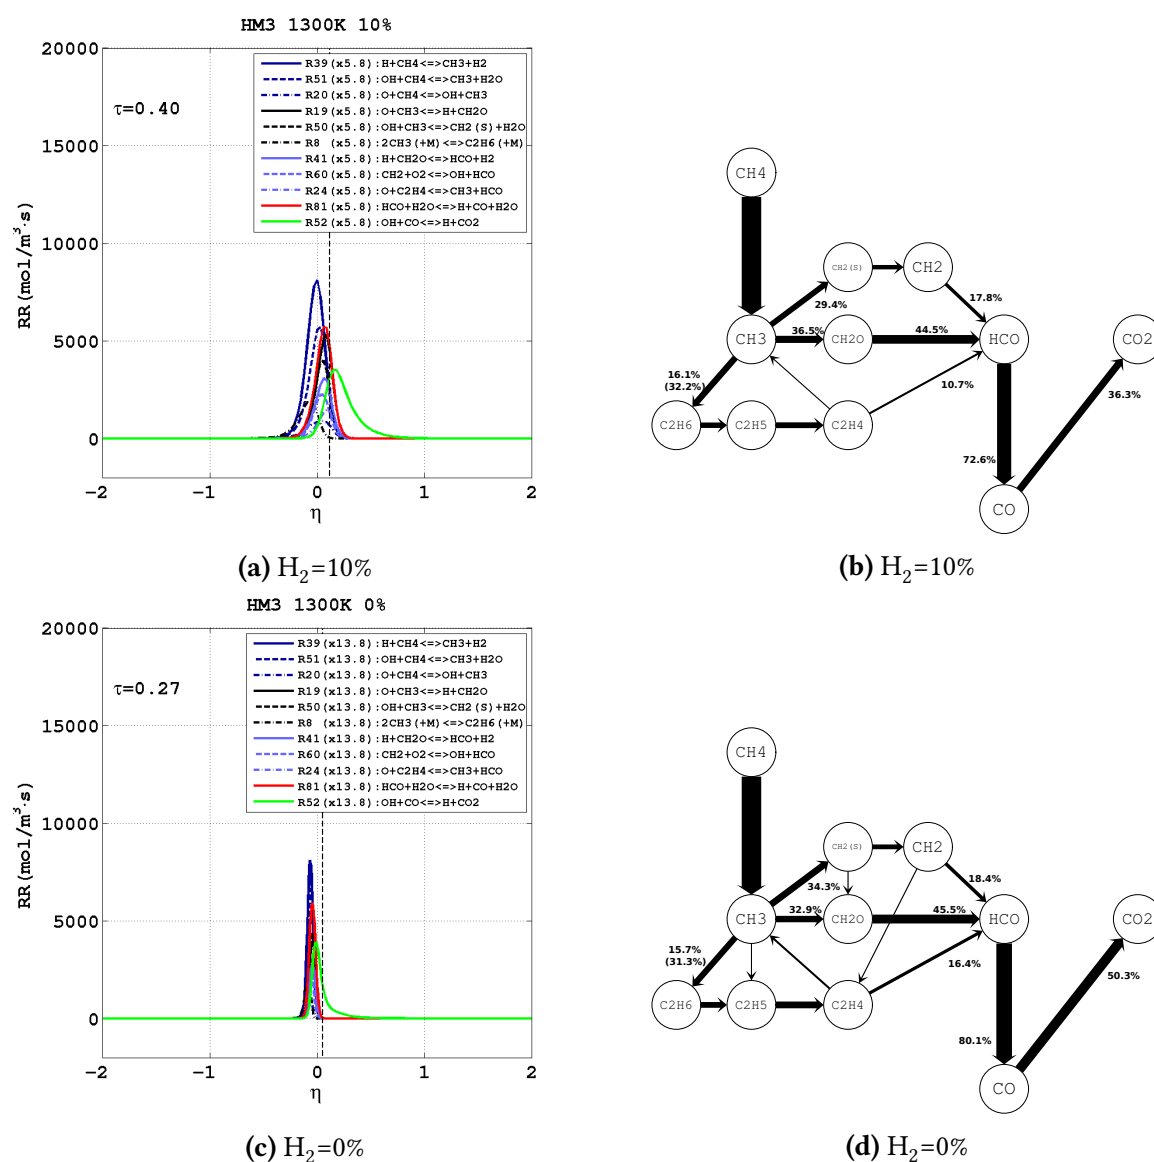 HM3 1300K 10%
20000
15000
10000
5000
0
RR(mol/m³·s)
τ=0.40
R39(x5.8):H+CH4<=>CH3+H2
R51(x5.8):OH+CH4<=>CH3+H2O
R20(x5.8):O+CH4<=>OH+CH3
R19(x5.8):O+CH3<=>H+CH2O
R50(x5.8):OH+CH3<=>CH2(S)+H2O
R8 (x5.8):2CH3(+M)<=>C2H6(+M)
R41(x5.8):H+CH2O<=>HCO+H2
R60(x5.8):CH2+O2<=>OH+HCO
R24(x5.8):O+C2H4<=>CH3+HCO
R81(x5.8):HCO+H2O<=>H+CO+H2O
R52(x5.8):OH+CO<=>H+CO2
−2 −1 0 1 2
η
(a) H₂=10%
CH4
CH2(S) CH2
29.4% 17.8%
CH3 36.5% CH2O 44.5% HCO CO2
16.1%
(32.2%)
10.7% 36.3%
C2H6 C2H5 C2H4
72.6%
CO
(b) H₂=10%
HM3 1300K 0%
20000
15000
10000
5000
0
RR(mol/m³·s)
τ=0.27
R39(x13.8):H+CH4<=>CH3+H2
R51(x13.8):OH+CH4<=>CH3+H2O
R20(x13.8):O+CH4<=>OH+CH3
R19(x13.8):O+CH3<=>H+CH2O
R50(x13.8):OH+CH3<=>CH2(S)+H2O
R8 (x13.8):2CH3(+M)<=>C2H6(+M)
R41(x13.8):H+CH2O<=>HCO+H2
R60(x13.8):CH2+O2<=>OH+HCO
R24(x13.8):O+C2H4<=>CH3+HCO
R81(x13.8):HCO+H2O<=>H+CO+H2O
R52(x13.8):OH+CO<=>H+CO2
−2 −1 0 1 2
η
(c) H₂=0%
CH4
CH2(S) CH2
34.3% 18.4%
CH3 32.9% CH2O 45.5% HCO CO2
15.7%
(31.3%)
16.4% 50.3%
C2H6 C2H5 C2H4
80.1%
CO
(d) H₂=0%